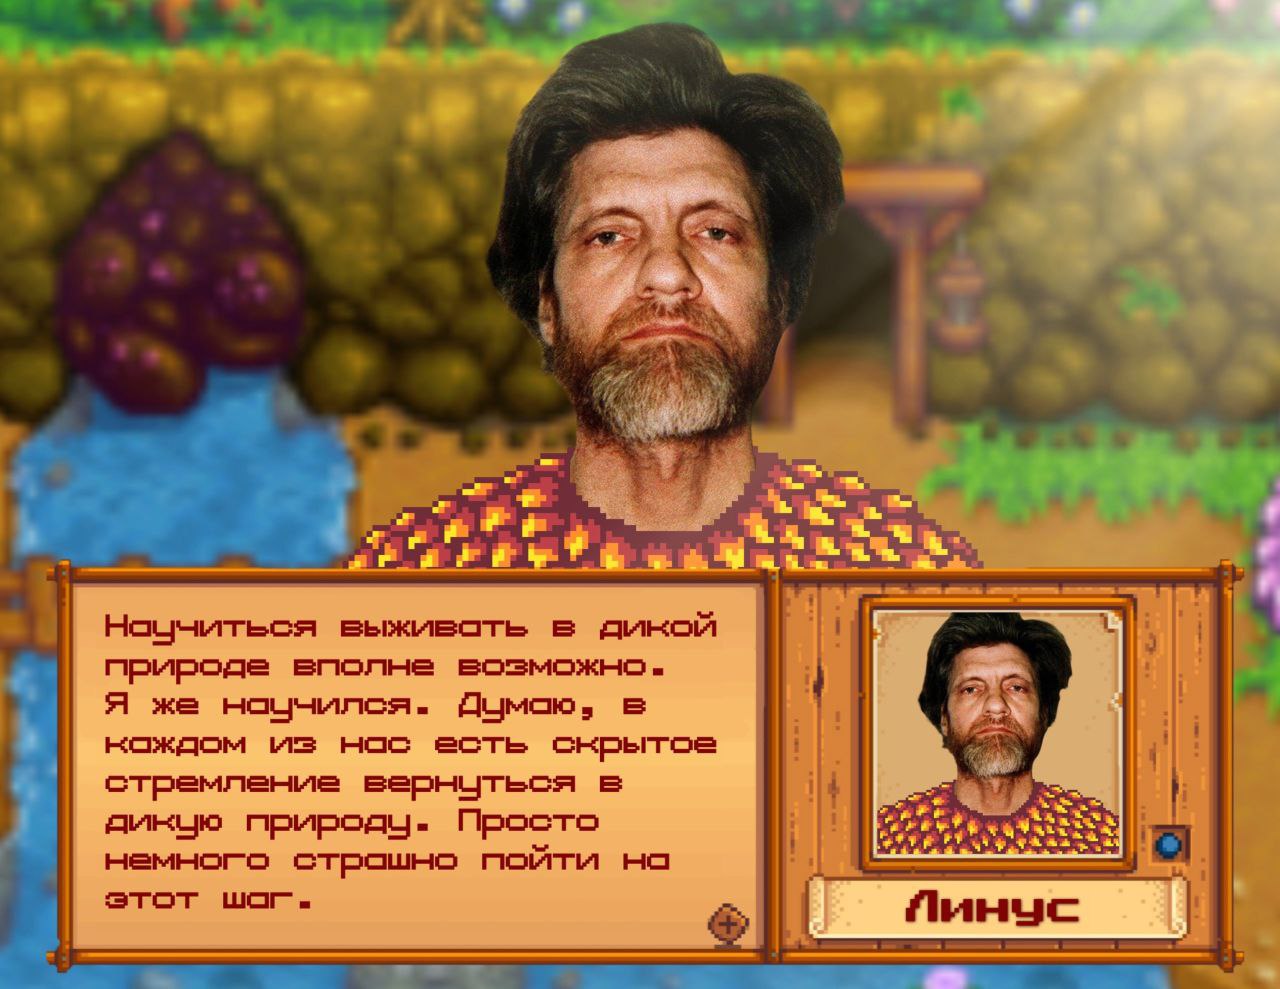 Научиться выживать в дикой
природе вполне возможно.
Я же научился. Думаю, в
каждом из нас есть скрытое
стремление вернуться в
дикую природу. Просто
немного страшно пойти на
этот шаг.
Линус